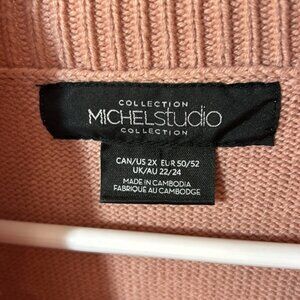 COLLECTION
MICHELstudio
COLLECTION
CAN/US 2X EUR 50/52
UK/AU 22/24
MADE IN CAMBODIA
FABRIQUÉ AU CAMBODGE